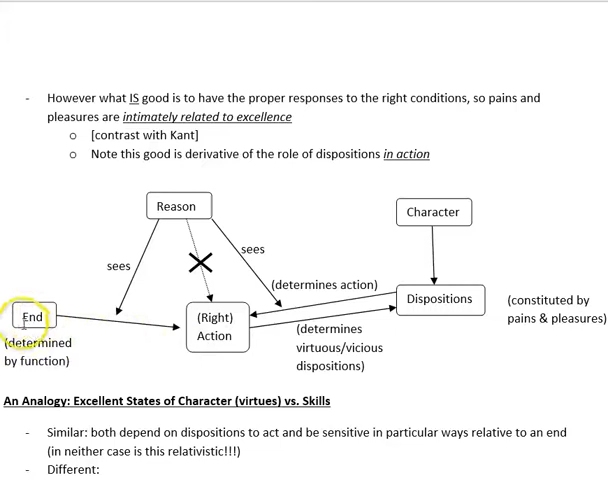 - However what IS good is to have the proper responses to the right conditions, so pains and
pleasures are intimately related to excellence
o [contrast with Kant]
o Note this good is derivative of the role of dispositions in action
Reason
Character
sees
sees
(determines action)
Dispositions
(constituted by
pains & pleasures)
End
(determined
by function)
(Right)
Action
(determines
virtuous/vicious
dispositions)
An Analogy: Excellent States of Character (virtues) vs. Skills
- Similar: both depend on dispositions to act and be sensitive in particular ways relative to an end
(in neither case is this relativistic!!!)
- Different: